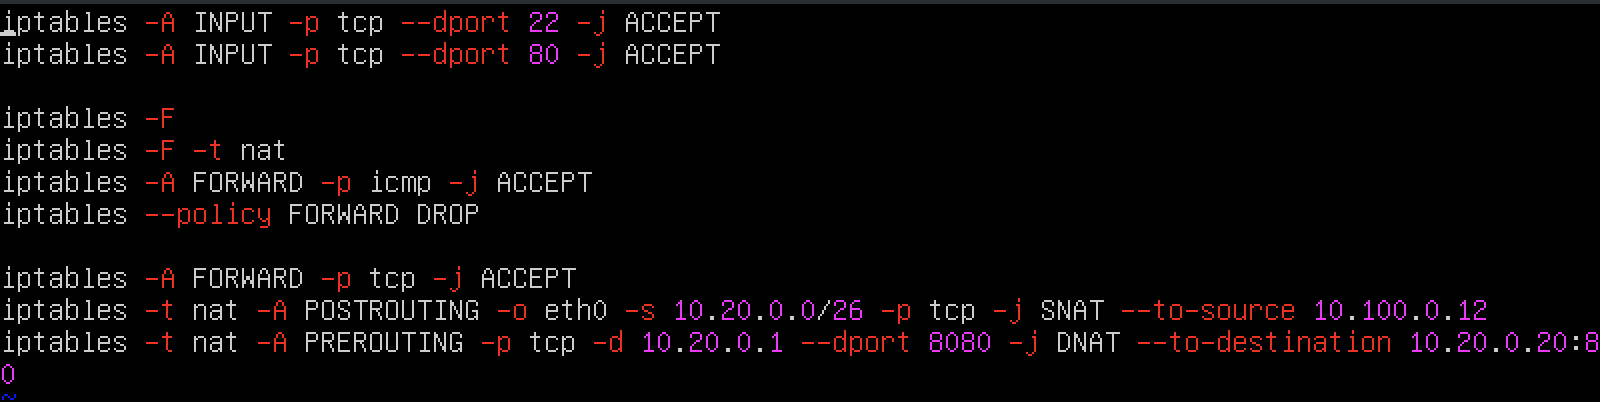 iptables -A INPUT -p tcp --dport 22 -j ACCEPT
iptables -A INPUT -p tcp --dport 80 -j ACCEPT
iptables -F
iptables -F -t nat
iptables -A FORWARD -p icmp -j ACCEPT
iptables --policy FORWARD DROP
iptables -A FORWARD -p tcp -j ACCEPT
iptables -t nat -A POSTROUTING -o eth0 -s 10.20.0.0/26 -p tcp -j SNAT --to-source 10.100.0.12
iptables -t nat -A PREROUTING -p tcp -d 10.20.0.1 --dport 8080 -j DNAT --to-destination 10.20.0.20:8
0
~